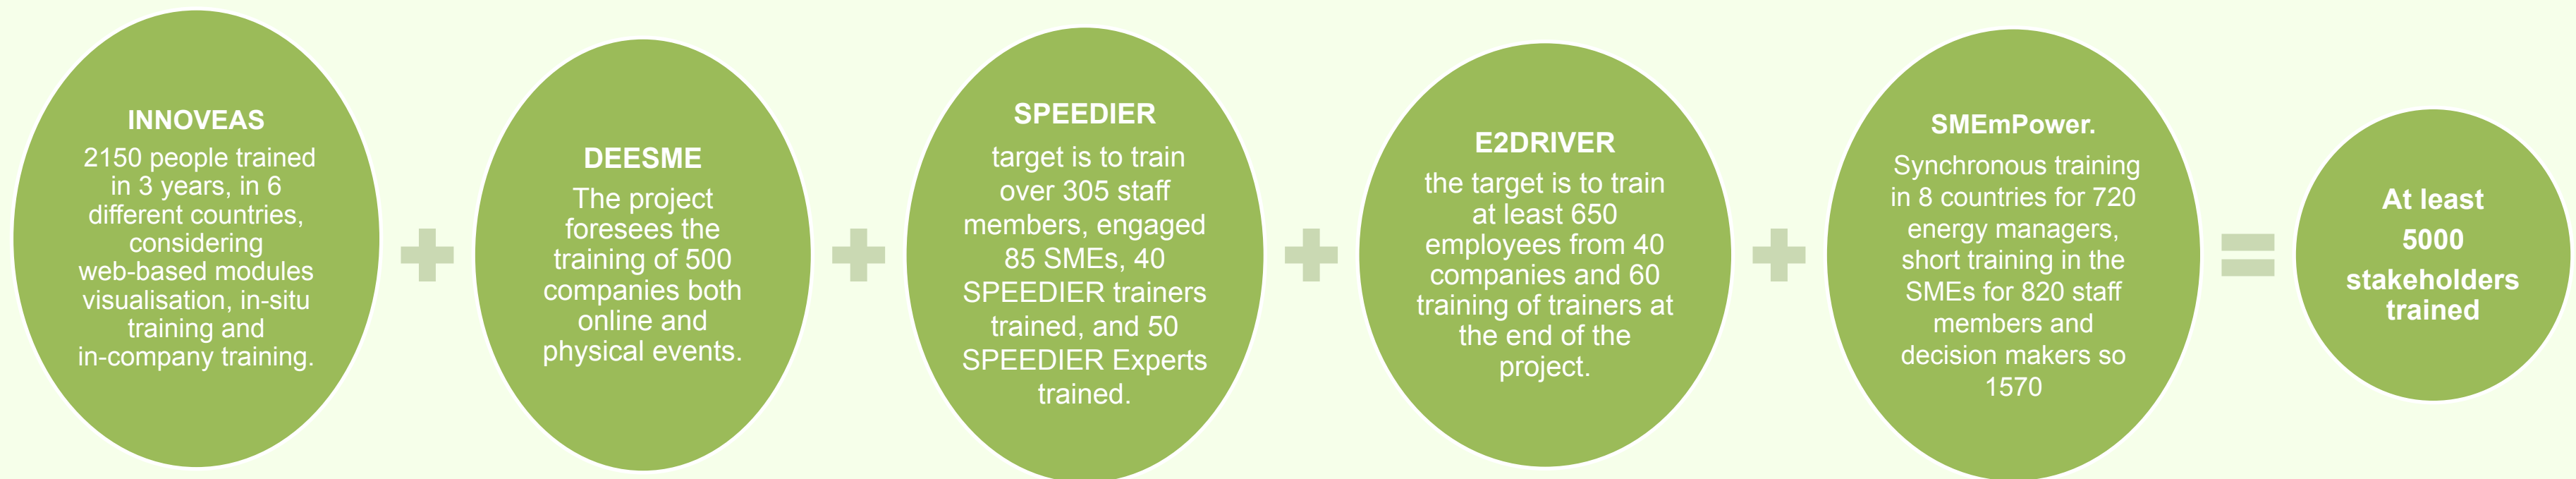 INNOVEAS
2150 people trained
in 3 years, in 6
different countries,
considering
web-based modules
visualisation, in-situ
training and
in-company training.
DEESME
The project
foresees the
training of 500
companies both
online and
physical events.
SPEEDIER
target is to train
over 305 staff
members, engaged
85 SMEs, 40
SPEEDIER trainers
trained, and 50
SPEEDIER Experts
trained.
E2DRIVER
the target is to train
at least 650
employees from 40
companies and 60
training of trainers at
the end of the
project.
SMEmPower.
Synchronous training
in 8 countries for 720
energy managers,
short training in the
SMEs for 820 staff
members and
decision makers so
1570
At least
5000
stakeholders
trained